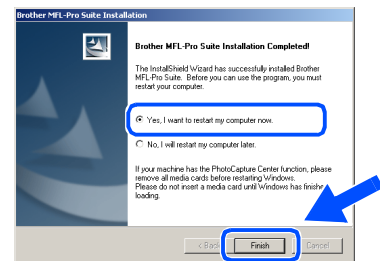 Brother MFL-Pro Suite Installation
Brother MFL-Pro Suite Installation Completed!
The InstallShield Wizard has successfully installed Brother
MFL-Pro Suite. Before you can use the program, you must
restart your computer.
Yes, I want to restart my computer now.
No, I will restart my computer later.
If your machine has the PhotoCapture Center function, please
remove all media cards before restarting Windows.
Please do not insert a media card until Windows has finished
loading.
< Back
Finish
Cancel